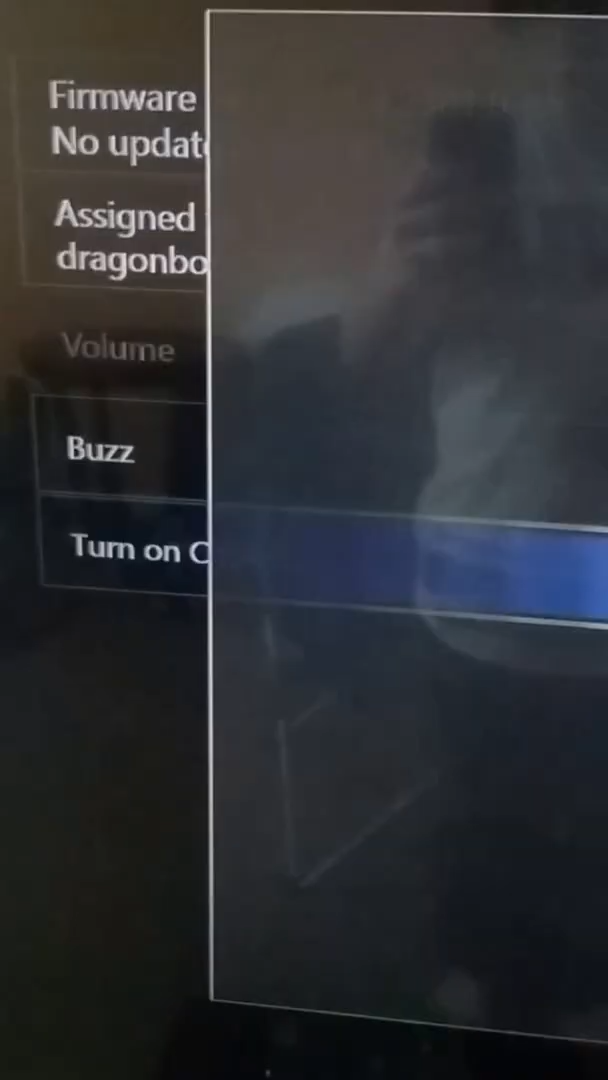 Firmware
No updat
Assigned
dragonbo
Volume
Buzz
Turn on C